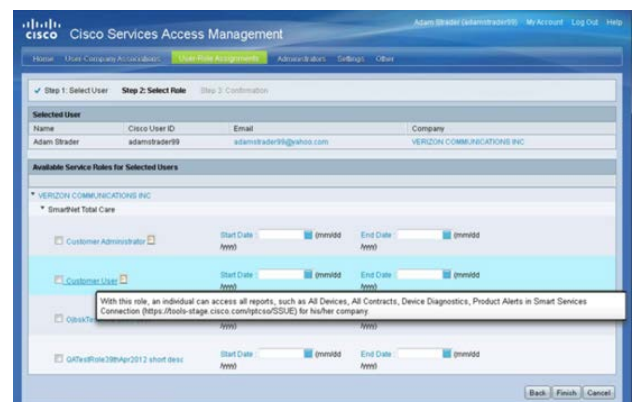 Adam Strader (adamstrader99) My Account Log Out Help
cisco Cisco Services Access Management
Home User Company Associations User Role Assignments Administrators Settings Other
✓ Step 1: Select User Step 2: Select Role Step 3: Confirmation
Selected User
Name Cisco User ID Email Company
Adam Strader adamstrader99 adamstrader99@yahoo.com VERIZON COMMUNICATIONS INC
Available Service Roles for Selected Users
VERIZON COMMUNICATIONS INC
SmartNet Total Care
Customer Administrator Start Date : (mm/dd /yyyy) End Date : (mm/dd /yyyy)
Customer User Start Date : (mm/dd /yyyy) End Date : (mm/dd /yyyy)
With this role, an individual can access all reports, such as All Devices, All Contracts, Device Diagnostics, Product Alerts in Smart Services
Connection (https://tools-stage.cisco.com/iptcso/SSUE) for his/her company.
/yyyy) /yyyy)
QATestRole39thApr2012 short desc Start Date : (mm/dd /yyyy) End Date : (mm/dd /yyyy)
Back Finish Cancel